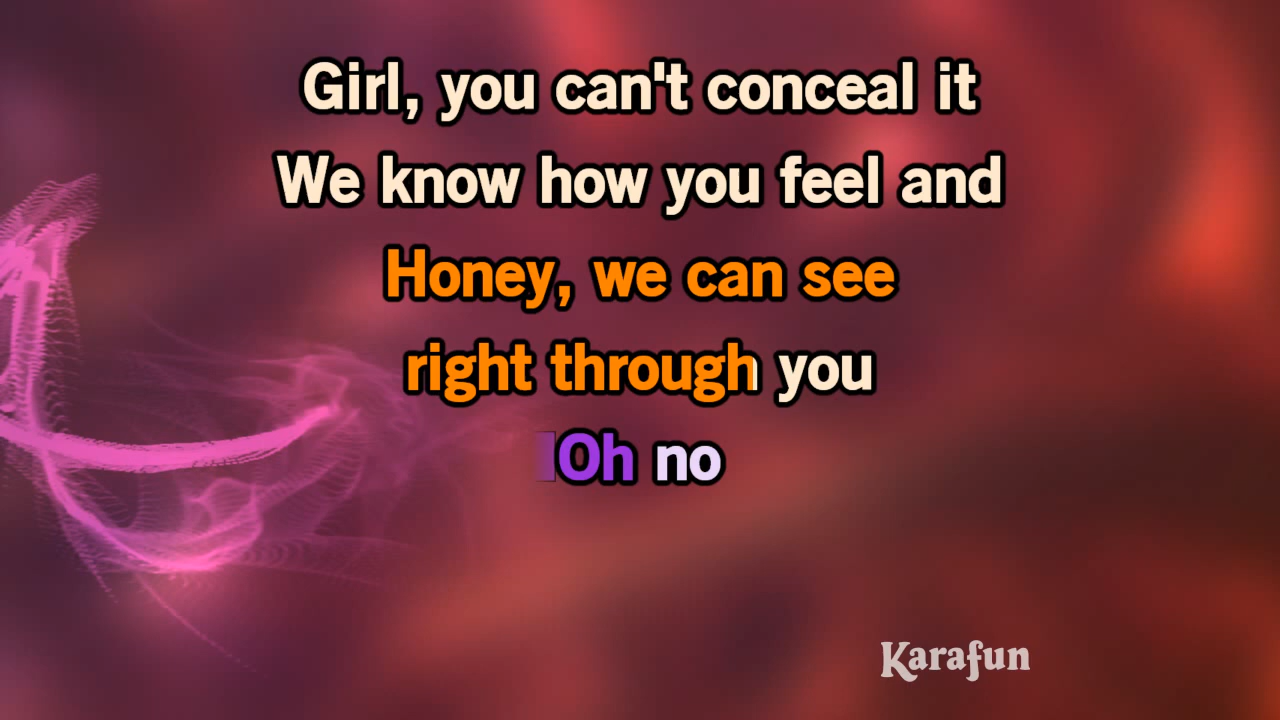 Girl, you can't conceal it
We know how you feel and
Honey, we can see
right through you
Oh no
Karafun